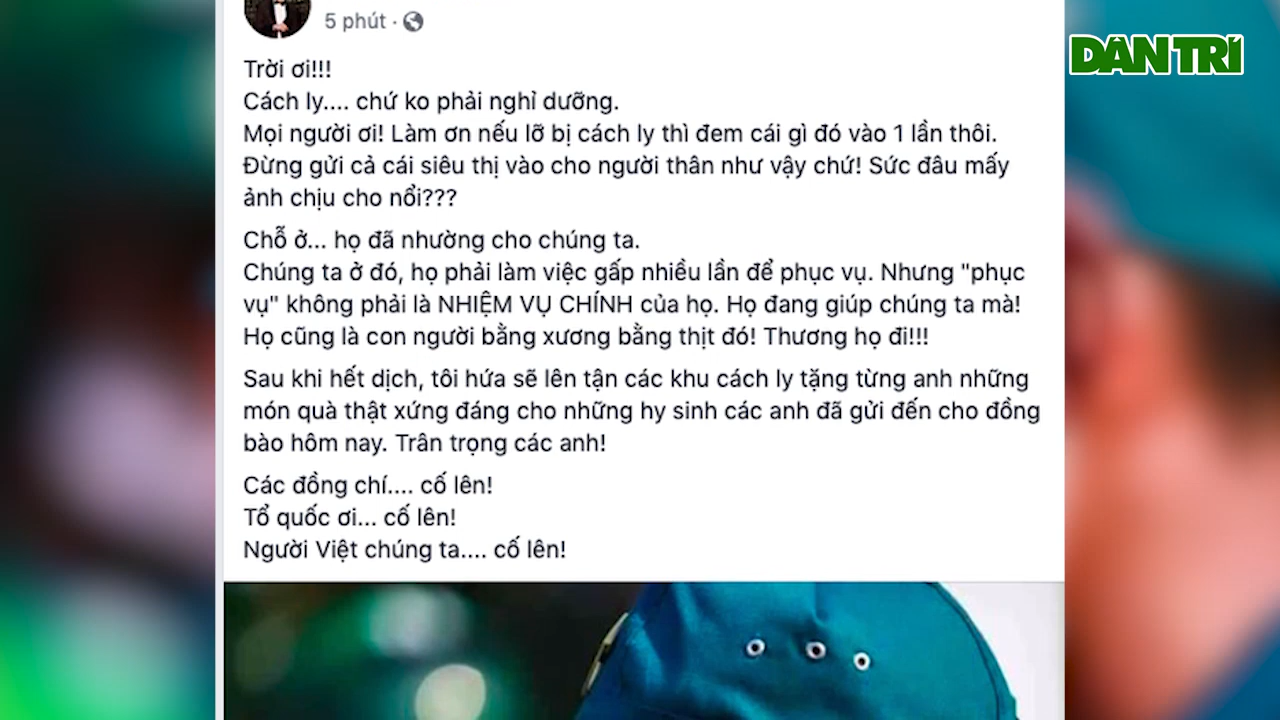 5 phút ·
DÂN TRÍ
Trời ơi!!!
Cách ly.... chứ ko phải nghỉ dưỡng.
Mọi người ơi! Làm ơn nếu lỡ bị cách ly thì đem cái gì đó vào 1 lần thôi.
Đừng gửi cả cái siêu thị vào cho người thân như vậy chứ! Sức đâu mấy
ảnh chịu cho nổi???
Chỗ ở... họ đã nhường cho chúng ta.
Chúng ta ở đó, họ phải làm việc gấp nhiều lần để phục vụ. Nhưng "phục
vụ" không phải là NHIỆM VỤ CHÍNH của họ. Họ đang giúp chúng ta mà!
Họ cũng là con người bằng xương bằng thịt đó! Thương họ đi!!!
Sau khi hết dịch, tôi hứa sẽ lên tận các khu cách ly tặng từng anh những
món quà thật xứng đáng cho những hy sinh các anh đã gửi đến cho đồng
bào hôm nay. Trân trọng các anh!
Các đồng chí.... cố lên!
Tổ quốc ơi... cố lên!
Người Việt chúng ta.... cố lên!